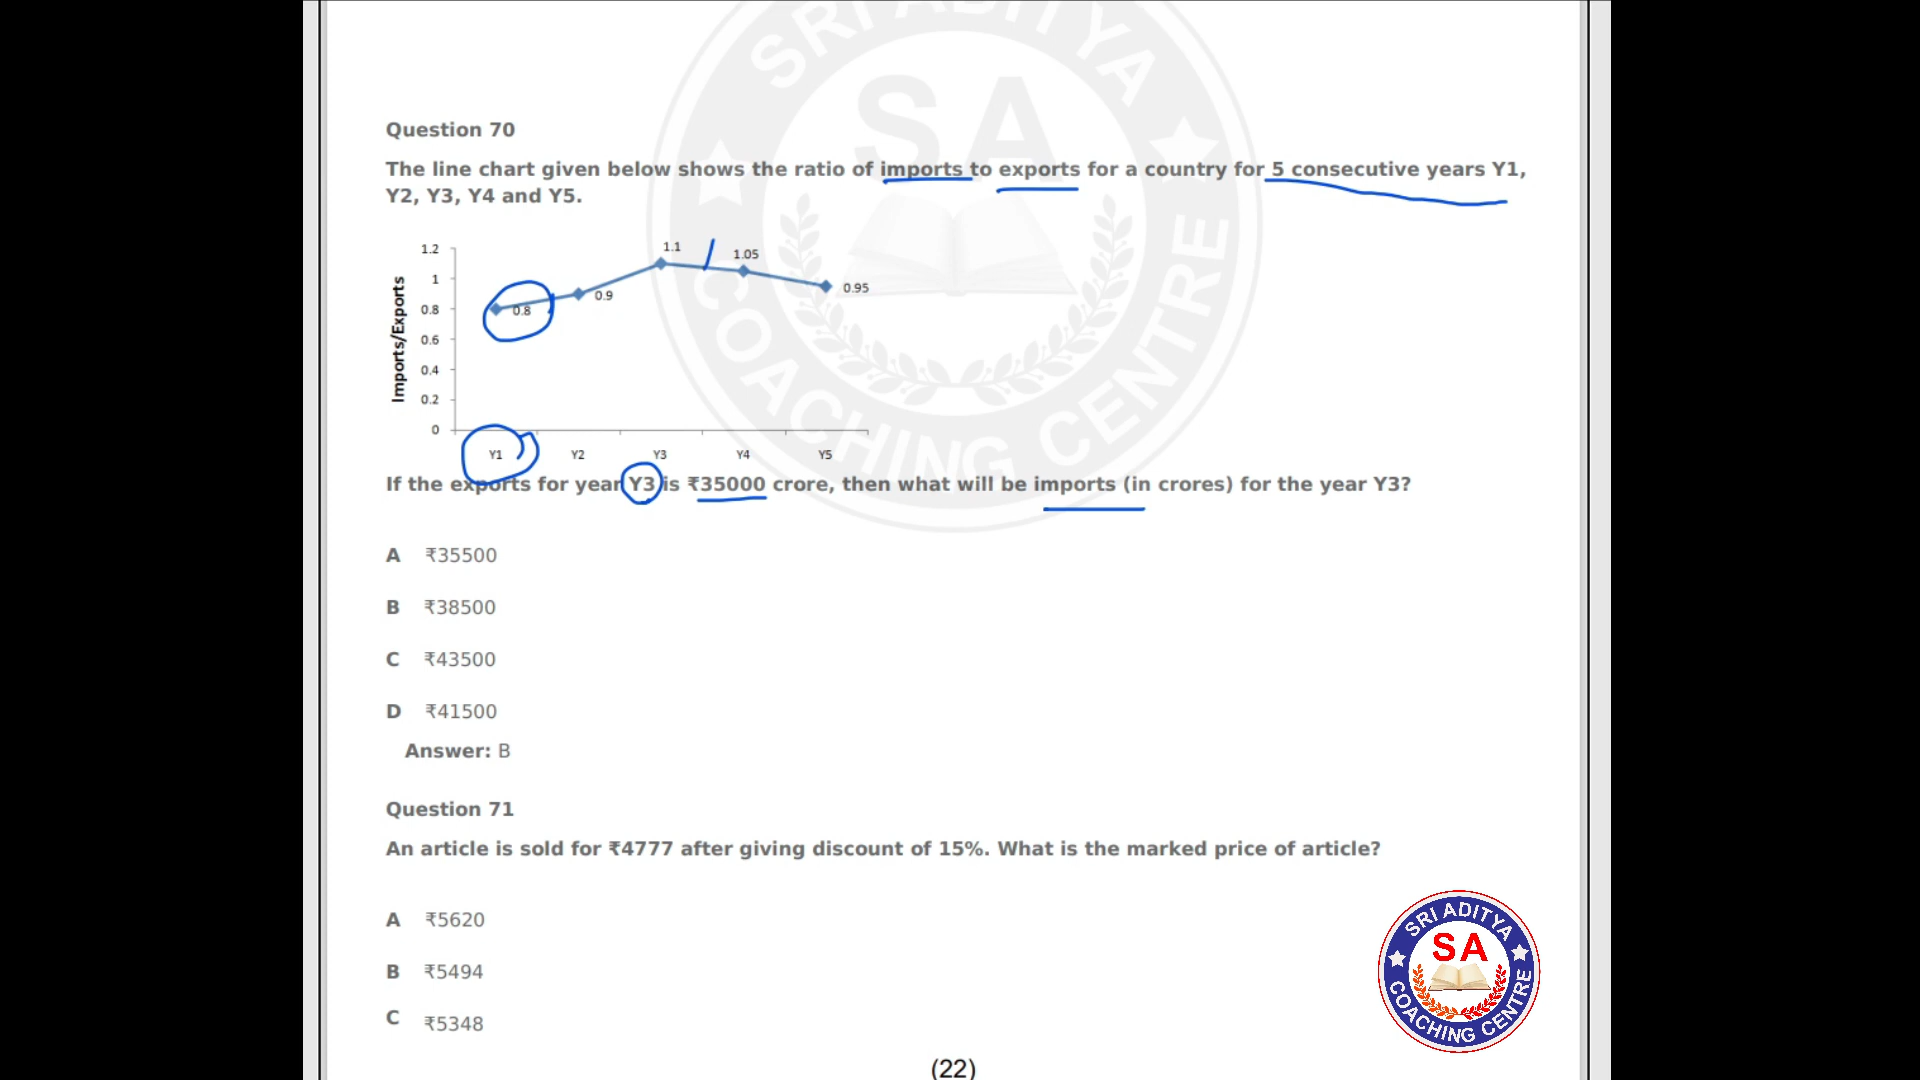 SRI ADITYA
SA
COACHING CENTRE
Question 70
The line chart given below shows the ratio of imports to exports for a country for 5 consecutive years Y1,
Y2, Y3, Y4 and Y5.
Imports/Exports
1.2
1
0.8
0.6
0.4
0.2
0
0.8
0.9
1.1
1.05
0.95
Y1 Y2 Y3 Y4 Y5
If the exports for year Y3 is ₹35000 crore, then what will be imports (in crores) for the year Y3?
A ₹35500
B ₹38500
C ₹43500
D ₹41500
Answer: B
Question 71
An article is sold for ₹4777 after giving discount of 15%. What is the marked price of article?
A ₹5620
B ₹5494
C ₹5348
SRI ADITYA
SA
COACHING CENTRE
(22)